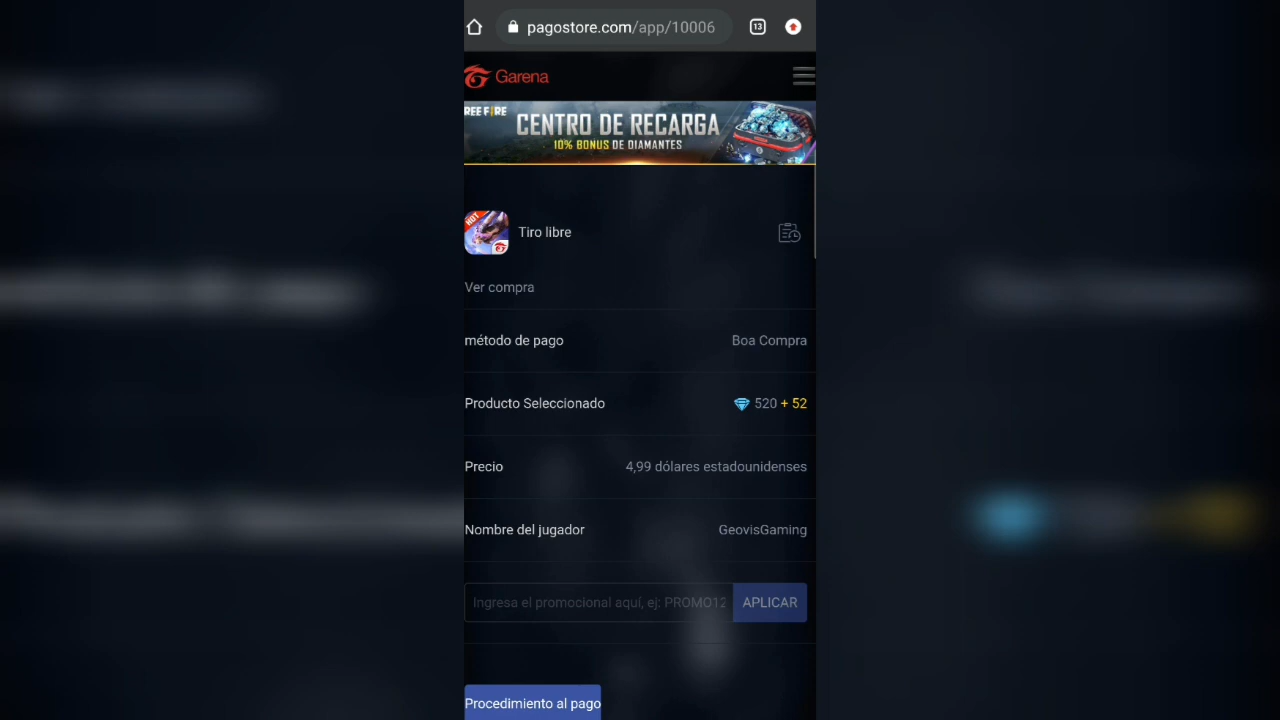 13
pagostore.com/app/10006
Garena
REE FIRE
CENTRO DE RECARGA
10% BONUS DE DIAMANTES
HOT
Tiro libre
Ver compra
método de pago
Boa Compra
Producto Seleccionado
520 + 52
Precio
4,99 dólares estadounidenses
Nombre del jugador
GeovisGaming
Ingresa el promocional aquí, ej: PROMO12
APLICAR
Procedimiento al pago